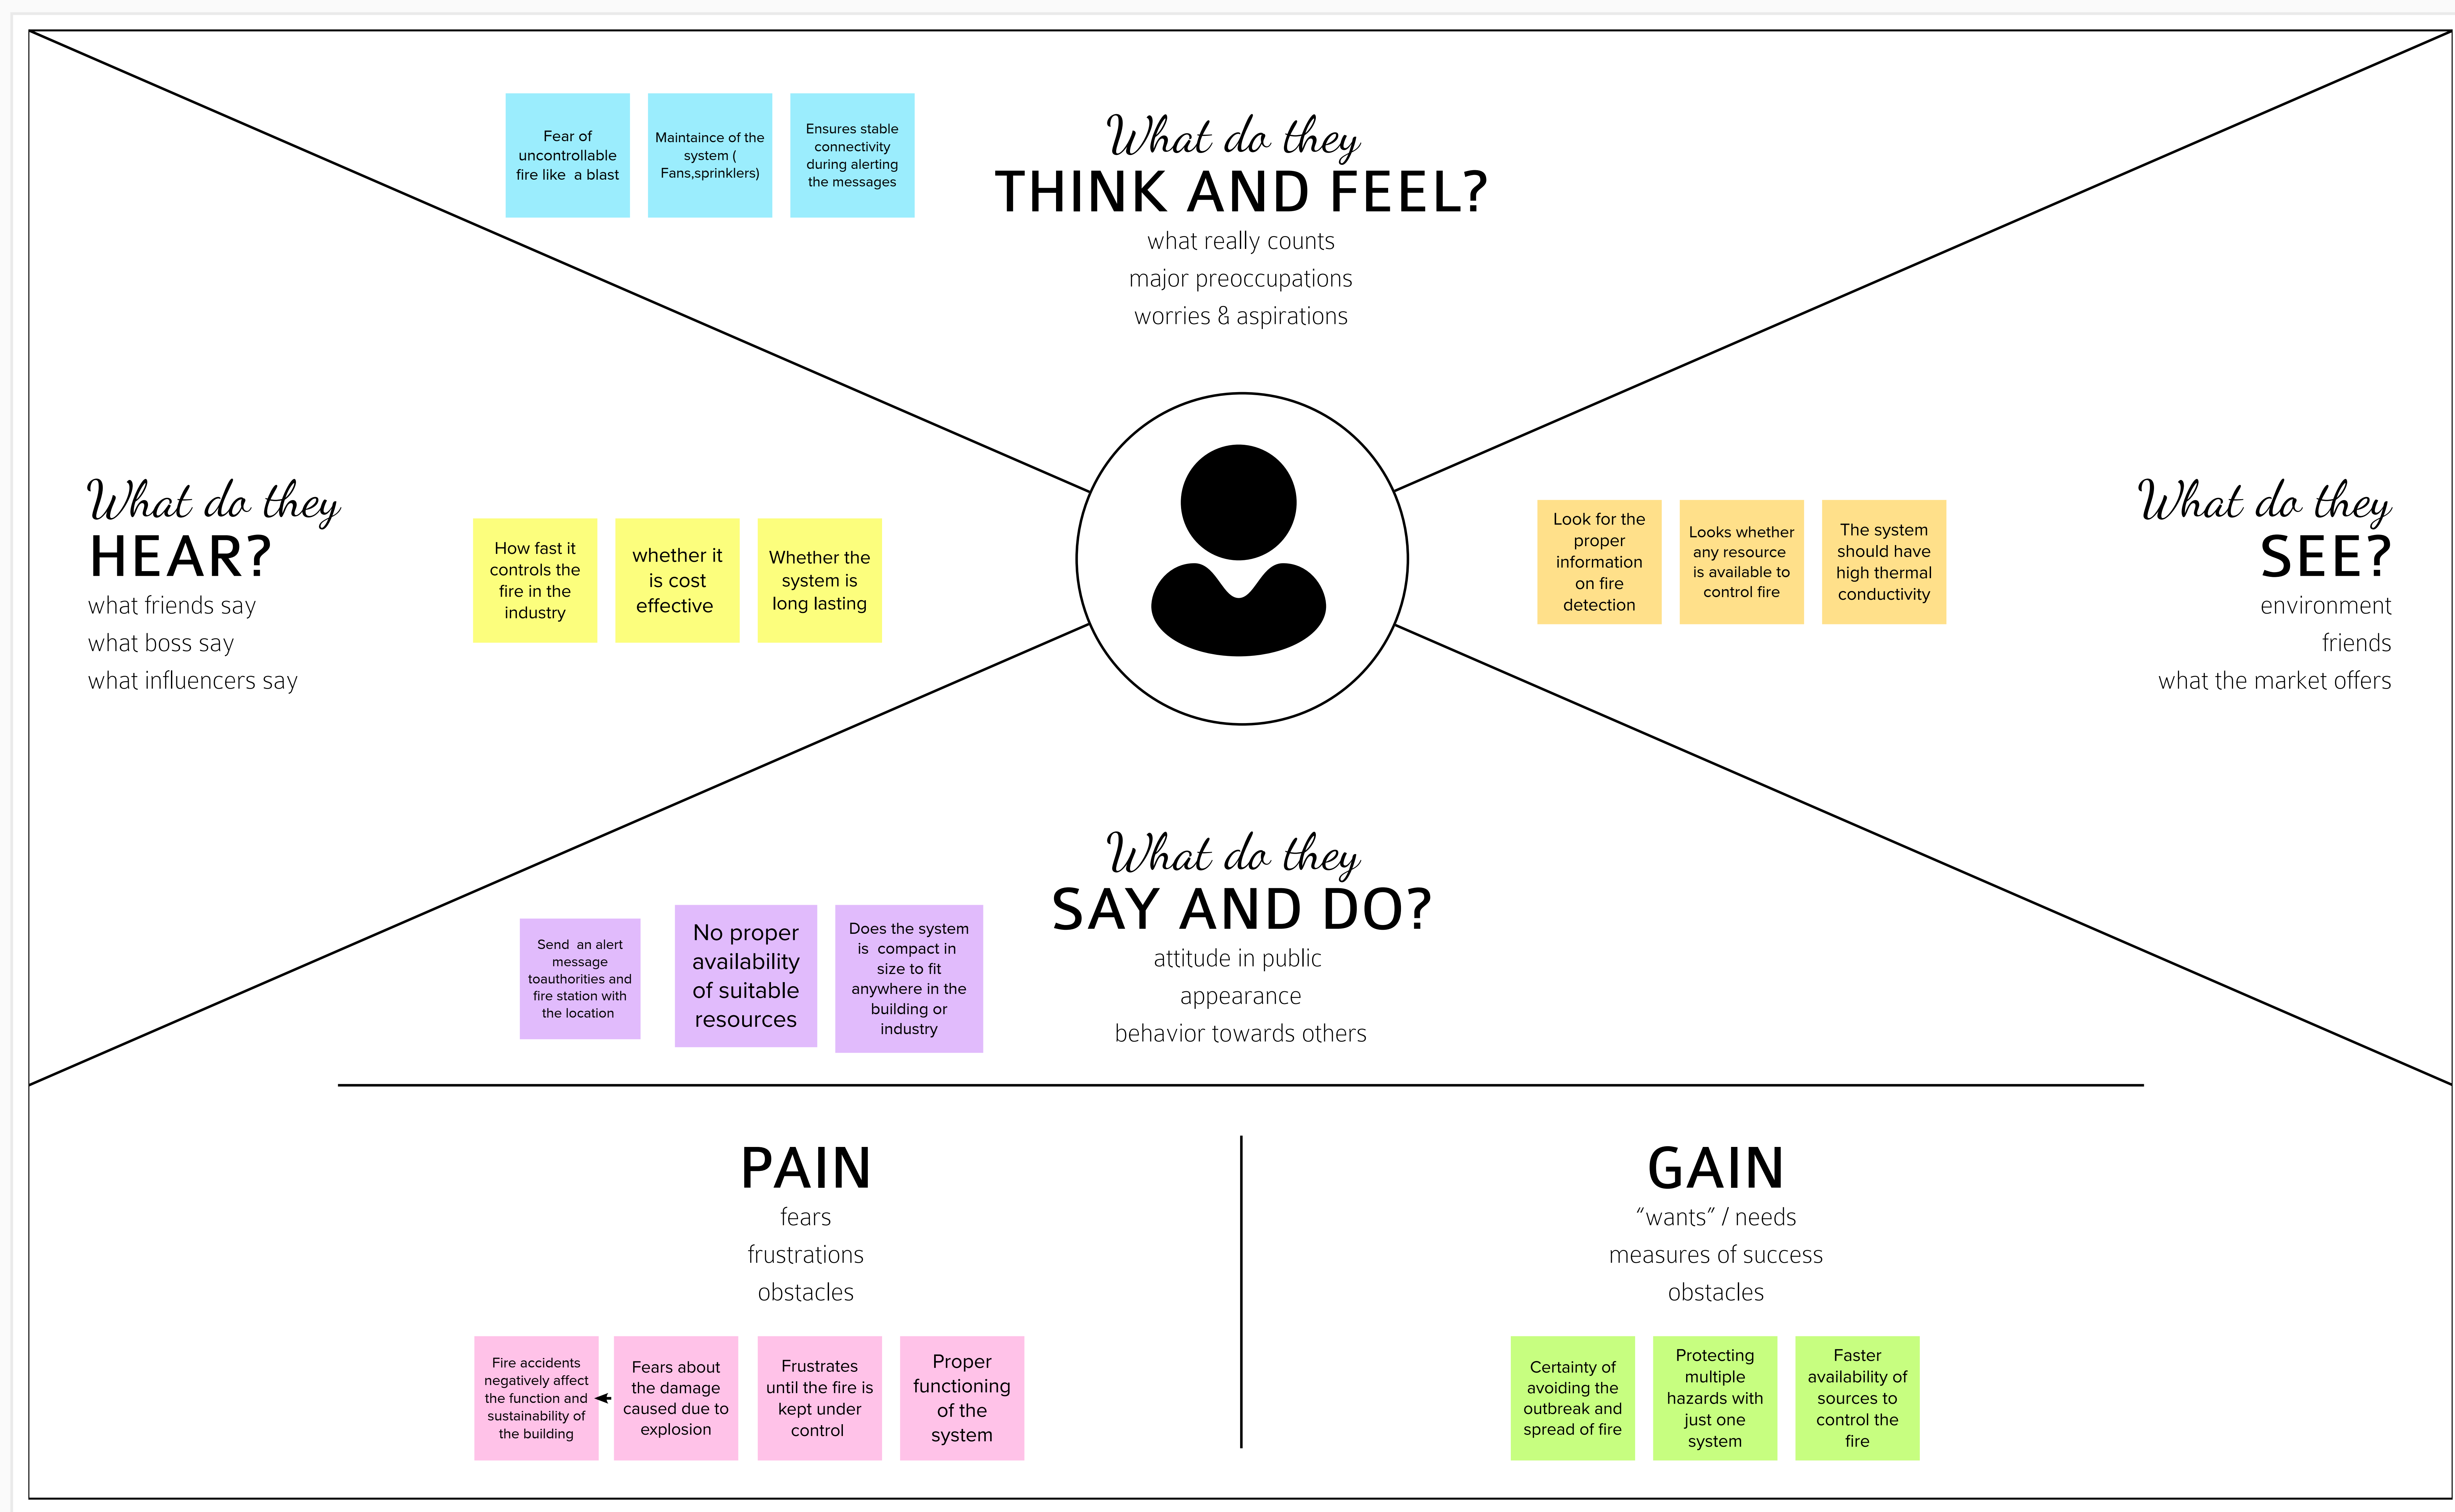 Fear of
uncontrollable
fire like a blast
Maintaince of the
system (
Fans,sprinklers)
Ensures stable
connectivity
during alerting
the messages
What do they
THINK AND FEEL?
what really counts
major preoccupations
worries & aspirations
What do they
HEAR?
what friends say
what boss say
what influencers say
How fast it
controls the
fire in the
industry
whether it
is cost
effective
Whether the
system is
long lasting
Look for the
proper
information
on fire
detection
Looks whether
any resource
is available to
control fire
The system
should have
high thermal
conductivity
What do they
SEE?
environment
friends
what the market offers
What do they
SAY AND DO?
attitude in public
appearance
behavior towards others
Send an alert
message
toauthorities and
fire station with
the location
No proper
availability
of suitable
resources
Does the system
is compact in
size to fit
anywhere in the
building or
industry
PAIN
fears
frustrations
obstacles
Fire accidents
negatively affect
the function and
sustainability of
the building
Fears about
the damage
caused due to
explosion
Frustrates
until the fire is
kept under
control
Proper
functioning
of the
system
GAIN
“wants” / needs
measures of success
obstacles
Certainty of
avoiding the
outbreak and
spread of fire
Protecting
multiple
hazards with
just one
system
Faster
availability of
sources to
control the
fire